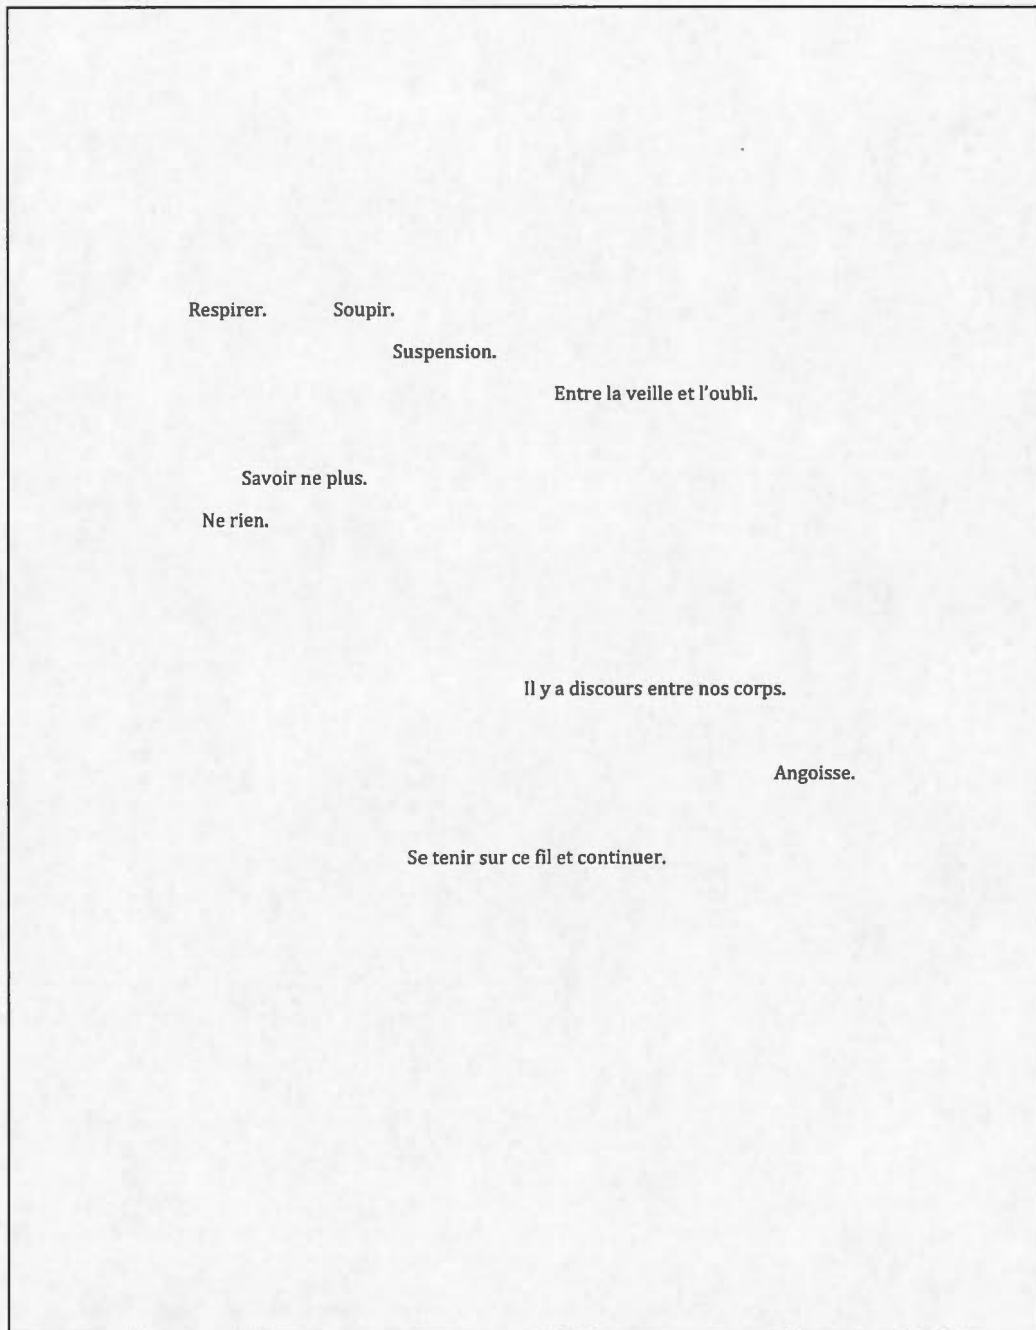 Respirer. Soupir.
Suspension.
Entre la veille et l'oubli.
Savoir ne plus.
Ne rien.
Il y a discours entre nos corps.
Angoisse.
Se tenir sur ce fil et continuer.